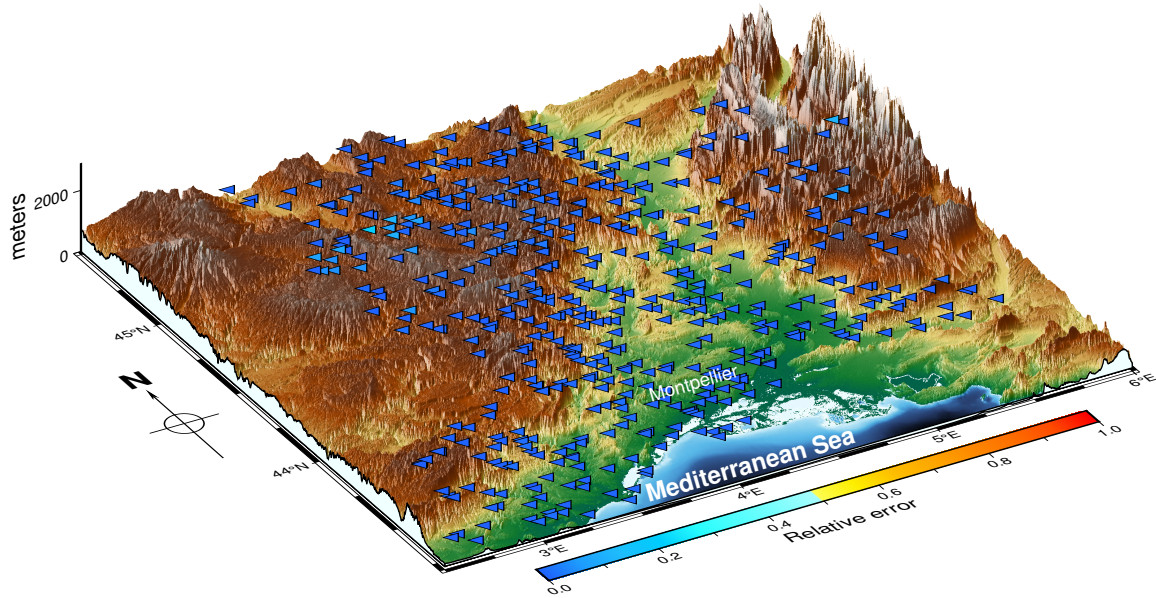 meters
2000
0
45°N
N
44°N
Montpellier
Mediterranean Sea
3°E
4°E
5°E
6°E
0.0
0.2
0.4
0.6
0.8
1.0
Relative error